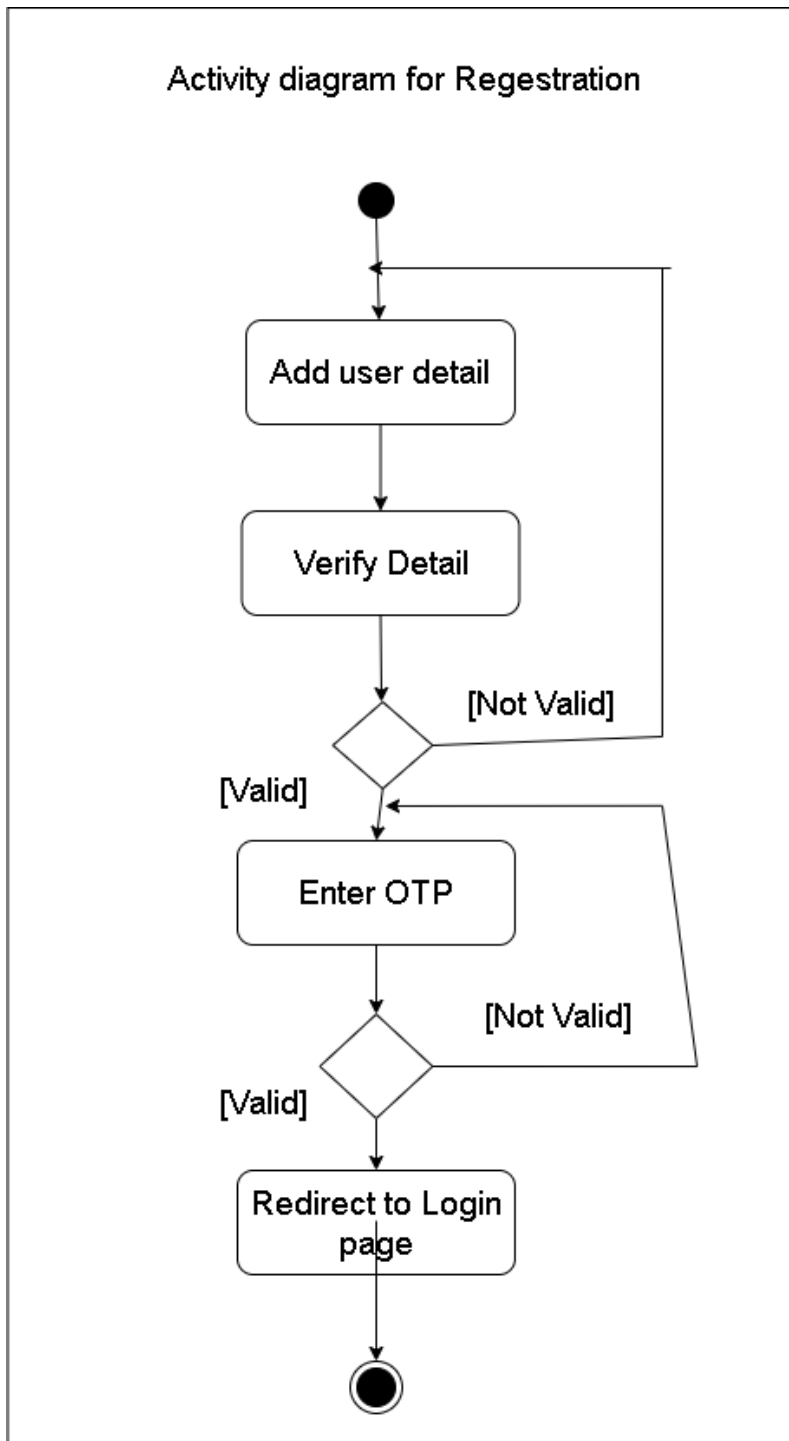 Activity diagram for Regestration
Add user detail
Verify Detail
[Not Valid]
[Valid]
Enter OTP
[Not Valid]
[Valid]
Redirect to Login
page